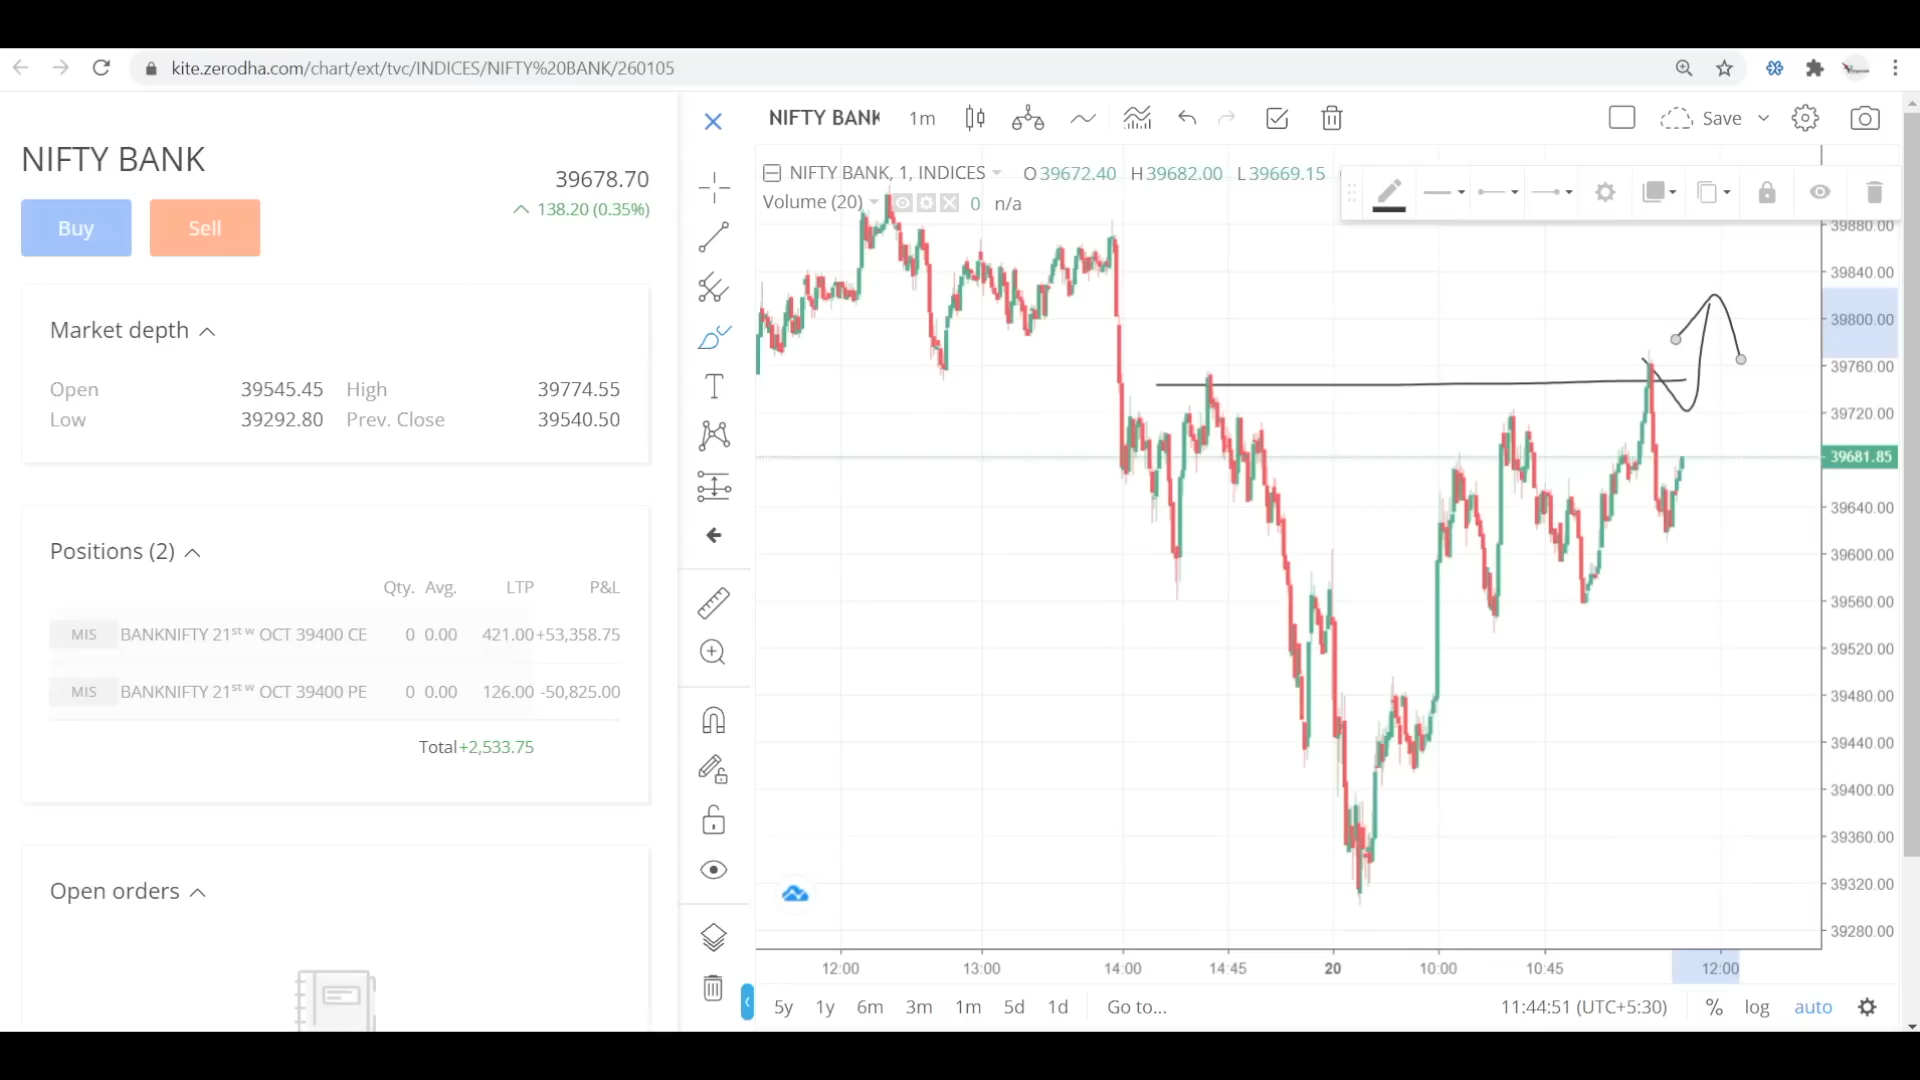 kite.zerodha.com/chart/ext/tvc/INDICES/NIFTY%20BANK/260105
NIFTY BANK
39678.70
138.20 (0.35%)
Buy
Sell
Market depth
Open 39545.45 High 39774.55
Low 39292.80 Prev. Close 39540.50
Positions (2)
Qty. Avg. LTP P&L
MIS BANKNIFTY 21st w OCT 39400 CE 0 0.00 421.00 +53,358.75
MIS BANKNIFTY 21st w OCT 39400 PE 0 0.00 126.00 -50,825.00
Total +2,533.75
Open orders
NIFTY BANK 1m Save
NIFTY BANK, 1, INDICES O39672.40 H39682.00 L39669.15
Volume (20) 0 n/a
39880.00
39840.00
39800.00
39760.00
39720.00
39681.85
39640.00
39600.00
39560.00
39520.00
39480.00
39440.00
39400.00
39360.00
39320.00
39280.00
12:00 13:00 14:00 14:45 20 10:00 10:45 12:00
5y 1y 6m 3m 1m 5d 1d Go to... 11:44:51 (UTC+5:30) % log auto